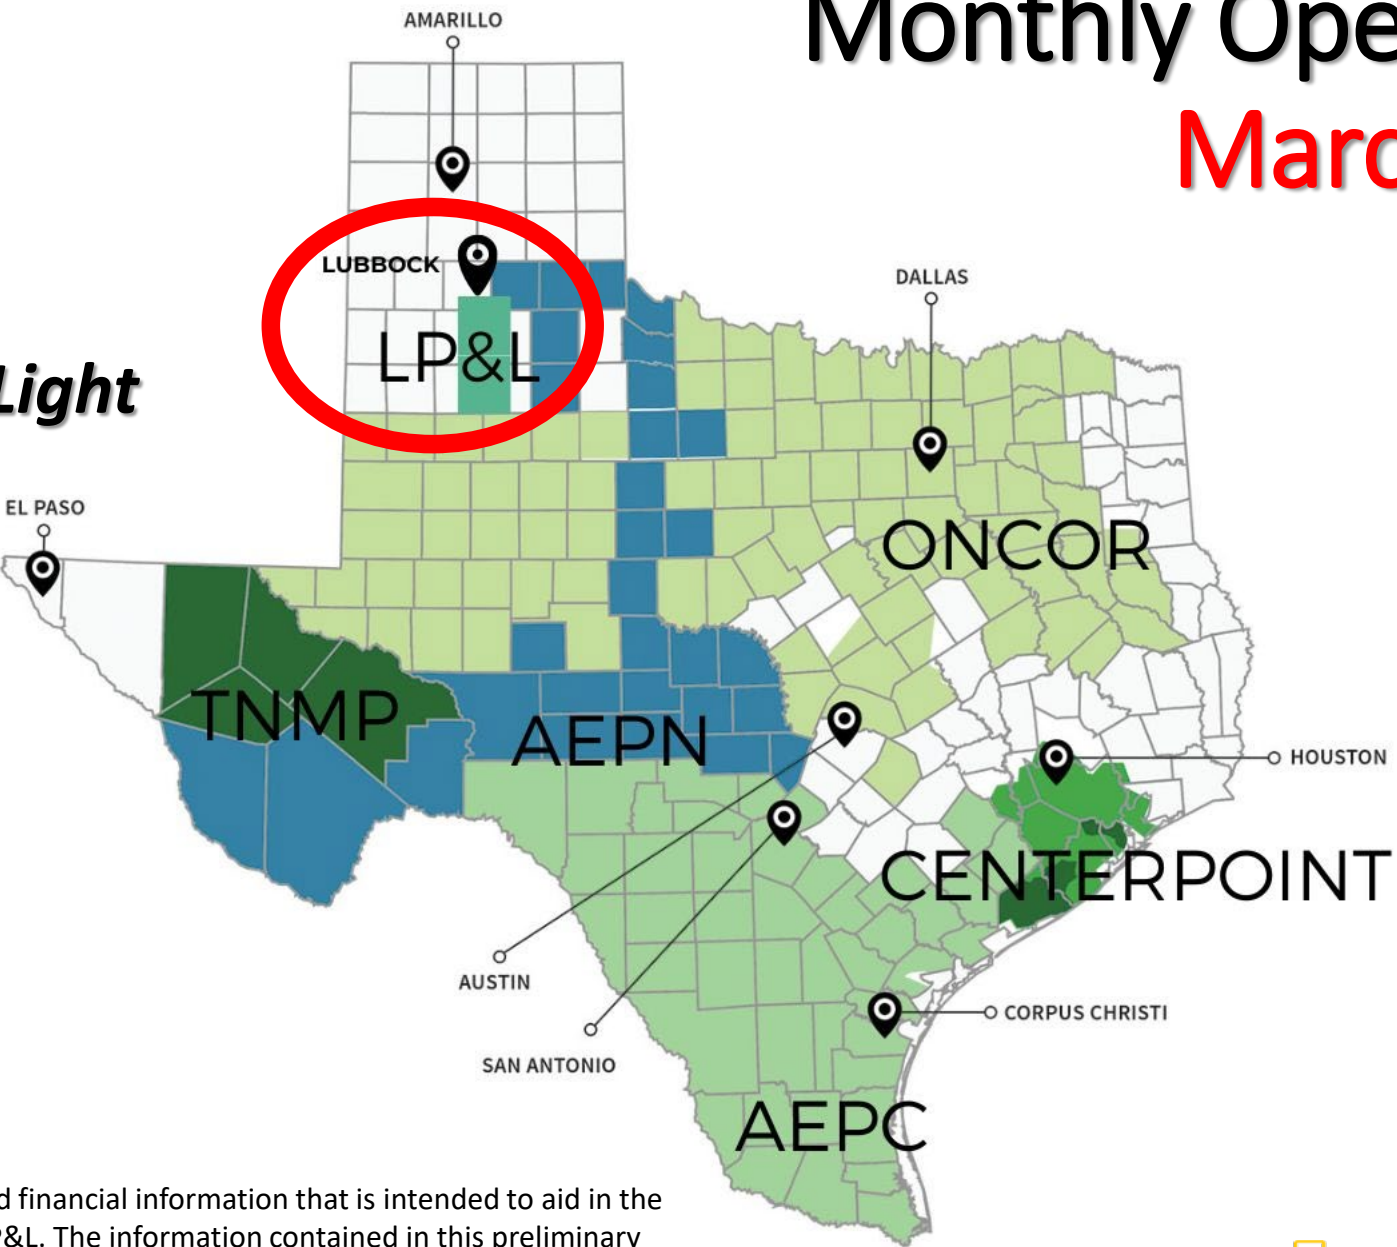 AMARILLO
Monthly Ope
Marc
LUBBOCK
DALLAS
LP&L
Light
EL PASO
ONCOR
TNMP
AEPN
HOUSTON
CENTERPOINT
AUSTIN
CORPUS CHRISTI
SAN ANTONIO
AEPC
d financial information that is intended to aid in the
P&L. The information contained in this preliminary